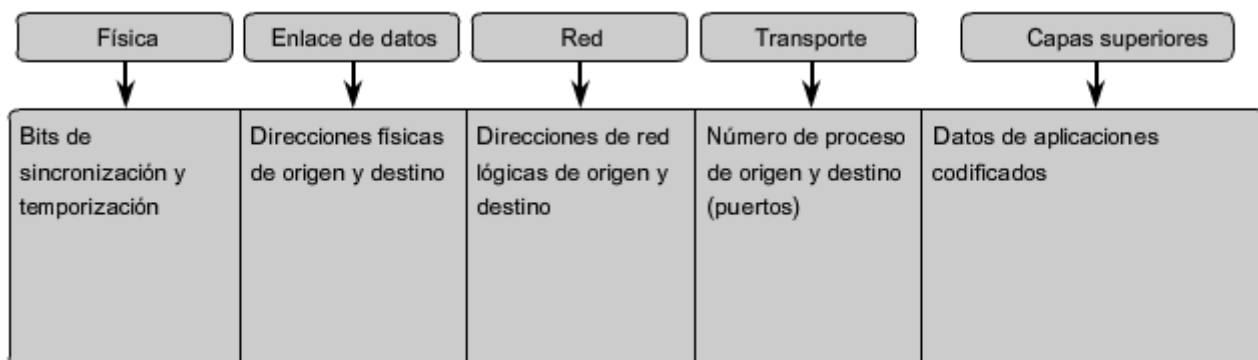 Física
Enlace de datos
Red
Transporte
Capas superiores
Bits de
sincronización y
temporización
Direcciones físicas
de origen y destino
Direcciones de red
lógicas de origen y
destino
Número de proceso
de origen y destino
(puertos)
Datos de aplicaciones
codificados